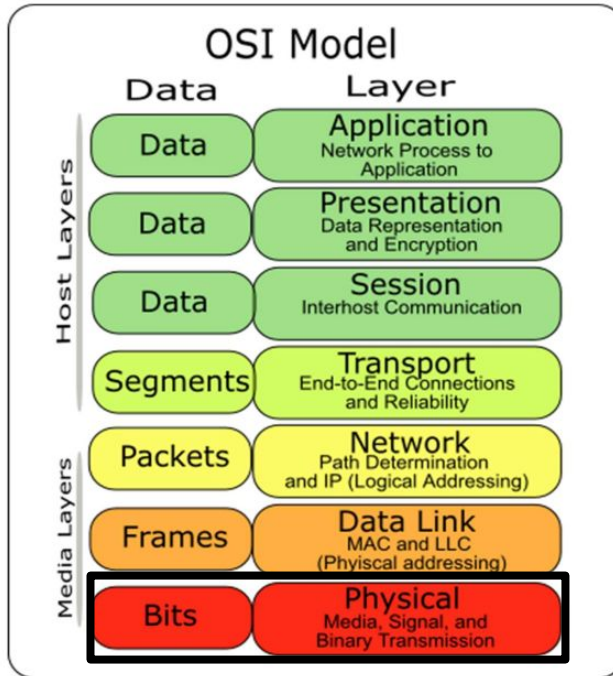 OSI Model
Data Layer
Host Layers
Data Application
Network Process to
Application
Data Presentation
Data Representation
and Encryption
Data Session
Interhost Communication
Segments Transport
End-to-End Connections
and Reliability
Media Layers
Packets Network
Path Determination
and IP (Logical Addressing)
Frames Data Link
MAC and LLC
(Phyiscal addressing)
Bits Physical
Media, Signal, and
Binary Transmission